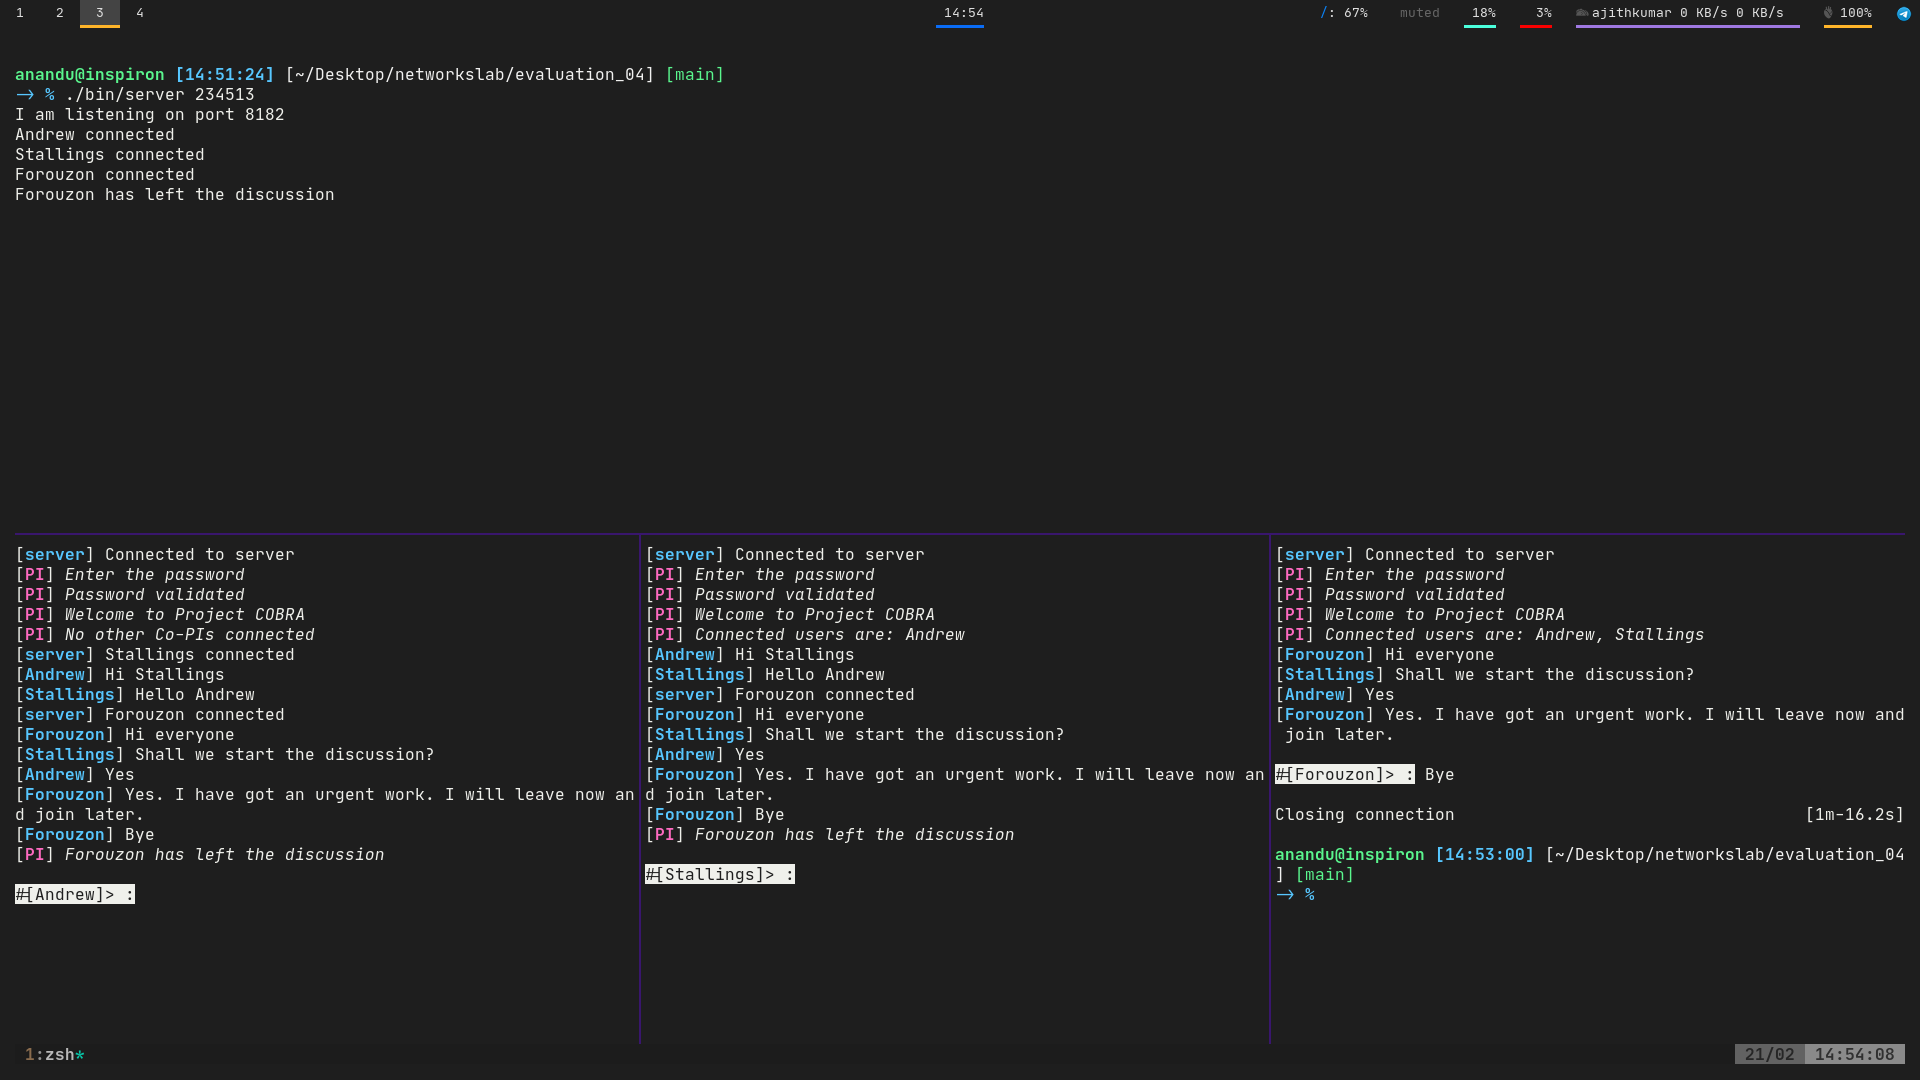 1 2 3 4 14:54 /: 67% muted 18% 3% ajithkumar 0 KB/s 0 KB/s 100%
anandu@inspiron [14:51:24] [~/Desktop/networkslab/evaluation_04] [main]
—> % ./bin/server 234513
I am listening on port 8182
Andrew connected
Stallings connected
Forouzon connected
Forouzon has left the discussion
[server] Connected to server
[PI] Enter the password
[PI] Password validated
[PI] Welcome to Project COBRA
[PI] No other Co-PIs connected
[server] Stallings connected
[Andrew] Hi Stallings
[Stallings] Hello Andrew
[server] Forouzon connected
[Forouzon] Hi everyone
[Stallings] Shall we start the discussion?
[Andrew] Yes
[Forouzon] Yes. I have got an urgent work. I will leave now an
d join later.
[Forouzon] Bye
[PI] Forouzon has left the discussion
#[Andrew]> :
[server] Connected to server
[PI] Enter the password
[PI] Password validated
[PI] Welcome to Project COBRA
[PI] Connected users are: Andrew
[Andrew] Hi Stallings
[Stallings] Hello Andrew
[server] Forouzon connected
[Forouzon] Hi everyone
[Stallings] Shall we start the discussion?
[Andrew] Yes
[Forouzon] Yes. I have got an urgent work. I will leave now an
d join later.
[Forouzon] Bye
[PI] Forouzon has left the discussion
#[Stallings]> :
[server] Connected to server
[PI] Enter the password
[PI] Password validated
[PI] Welcome to Project COBRA
[PI] Connected users are: Andrew, Stallings
[Forouzon] Hi everyone
[Stallings] Shall we start the discussion?
[Andrew] Yes
[Forouzon] Yes. I have got an urgent work. I will leave now and
join later.
#[Forouzon]> : Bye
Closing connection [1m-16.2s]
anandu@inspiron [14:53:00] [~/Desktop/networkslab/evaluation_04
] [main]
—> %
1:zsh* 21/02 14:54:08